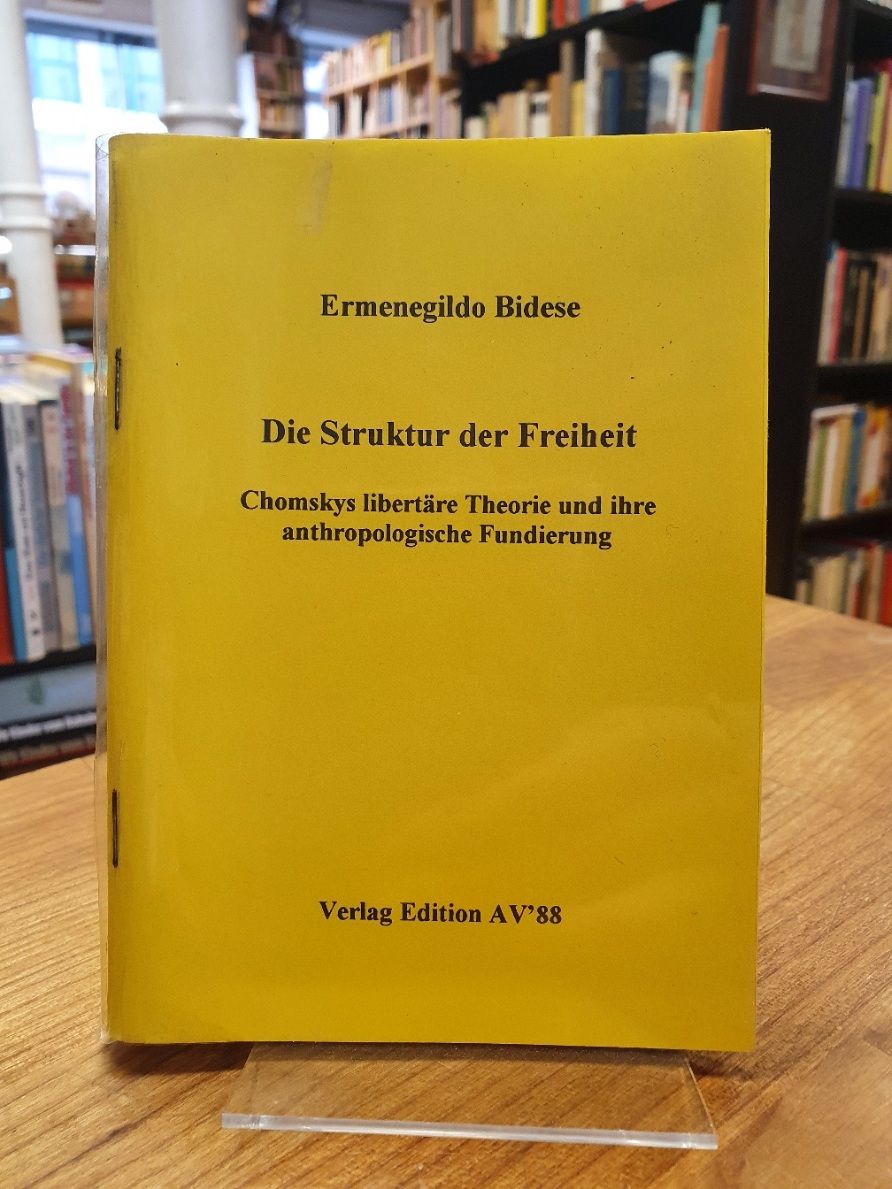 Ermenegildo Bidese
Die Struktur der Freiheit
Chomskys libertäre Theorie und ihre
anthropologische Fundierung
Verlag Edition AV’88